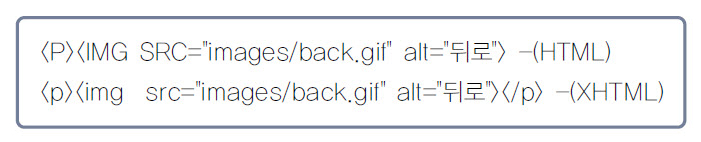 <P><IMG SRC="images/back.gif" alt="뒤로"> -(HTML)
<p><img  src="images/back.gif" alt="뒤로"></p> -(XHTML)